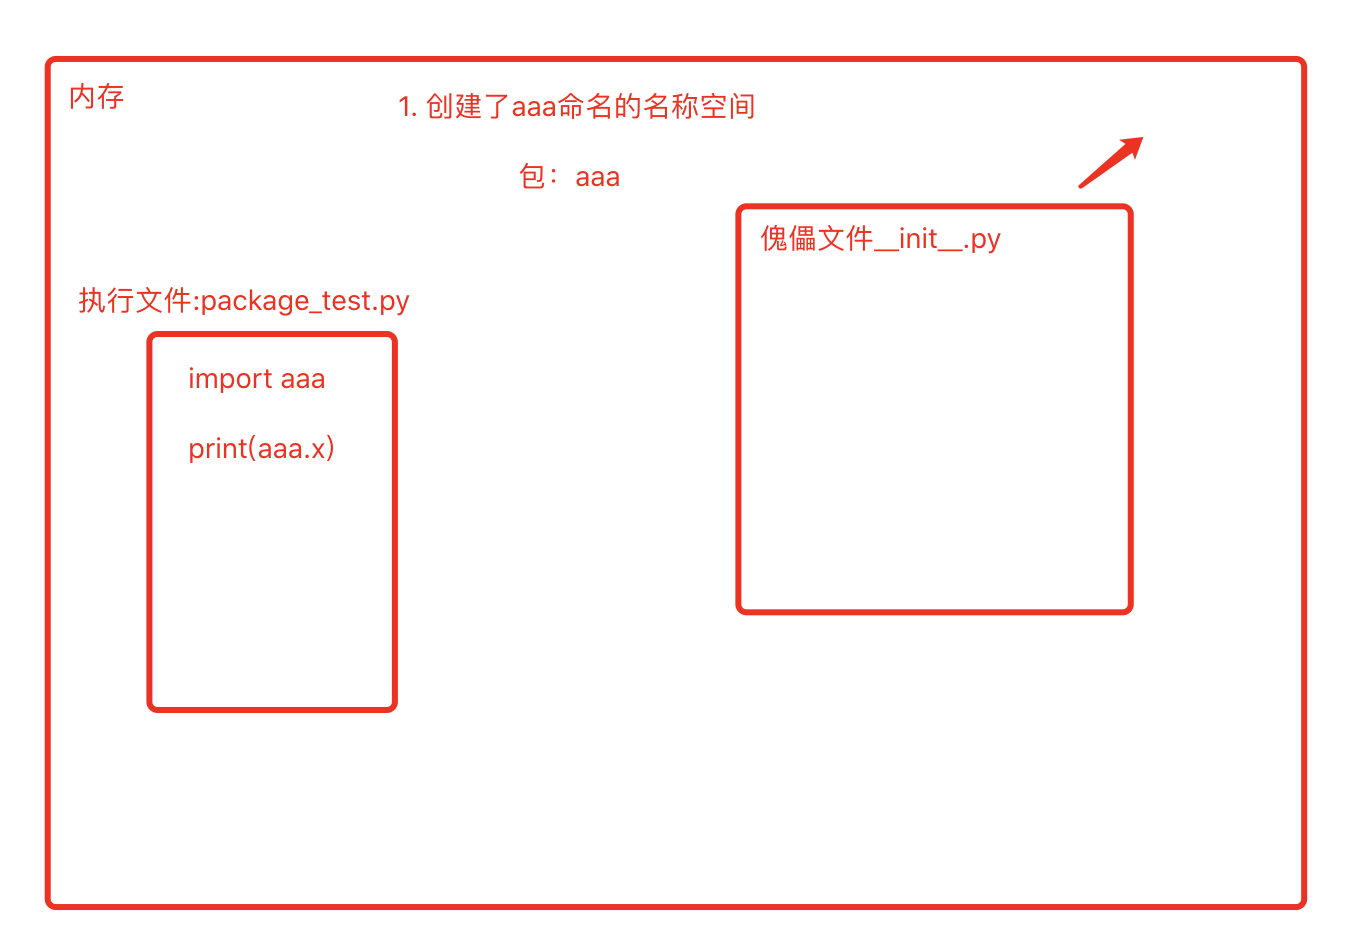 内存
1. 创建了aaa命名的名称空间
包：aaa
傀儡文件__init__.py
执行文件:package_test.py
import aaa
print(aaa.x)